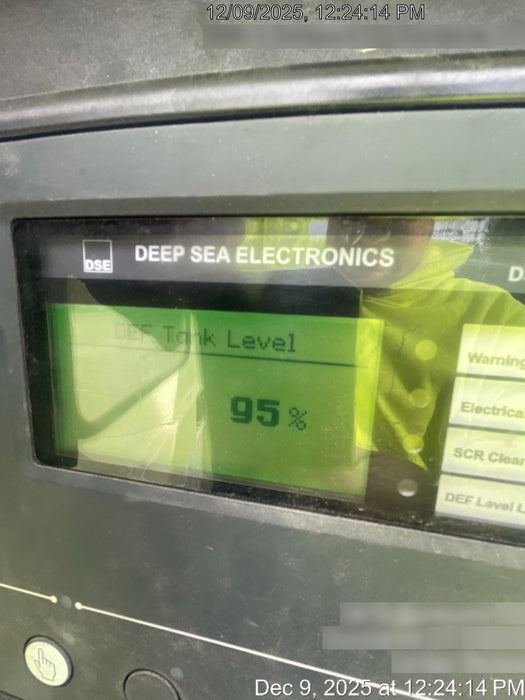 12/09/2025, 12:24:14 PM
DSE
DEEP SEA ELECTRONICS
D
DEF Tank Level
95 %
Warning
Electrica
SCR Clean
DEF Level L
Dec 9, 2025 at 12:24:14 PM